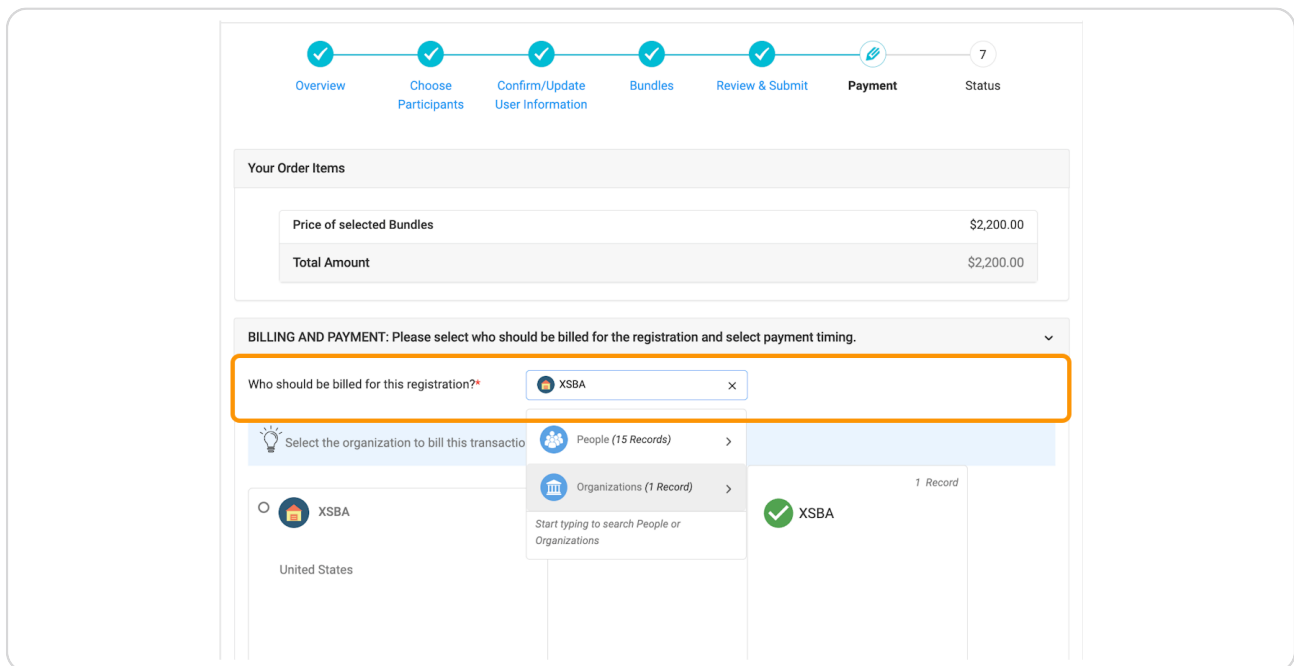 7
Overview
Choose
Participants
Confirm/Update
User Information
Bundles
Review & Submit
Payment
Status
Your Order Items
Price of selected Bundles $2,200.00
Total Amount $2,200.00
BILLING AND PAYMENT: Please select who should be billed for the registration and select payment timing.
Who should be billed for this registration?* XSBA
Select the organization to bill this transactio
People (15 Records)
Organizations (1 Record)
Start typing to search People or
Organizations
1 Record
XSBA
XSBA
United States